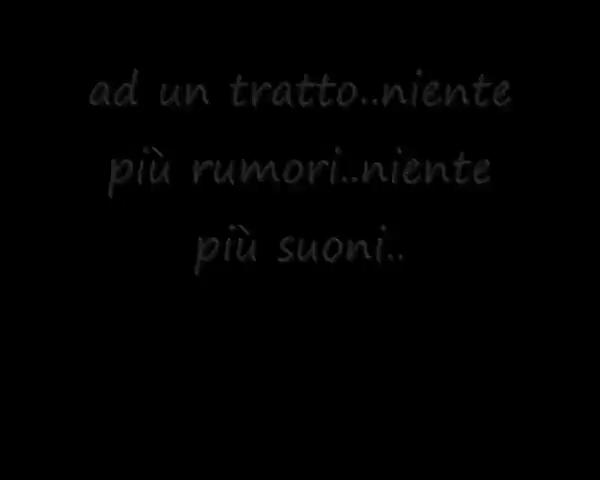 ad un tratto..niente
più rumori..niente
più suoni..